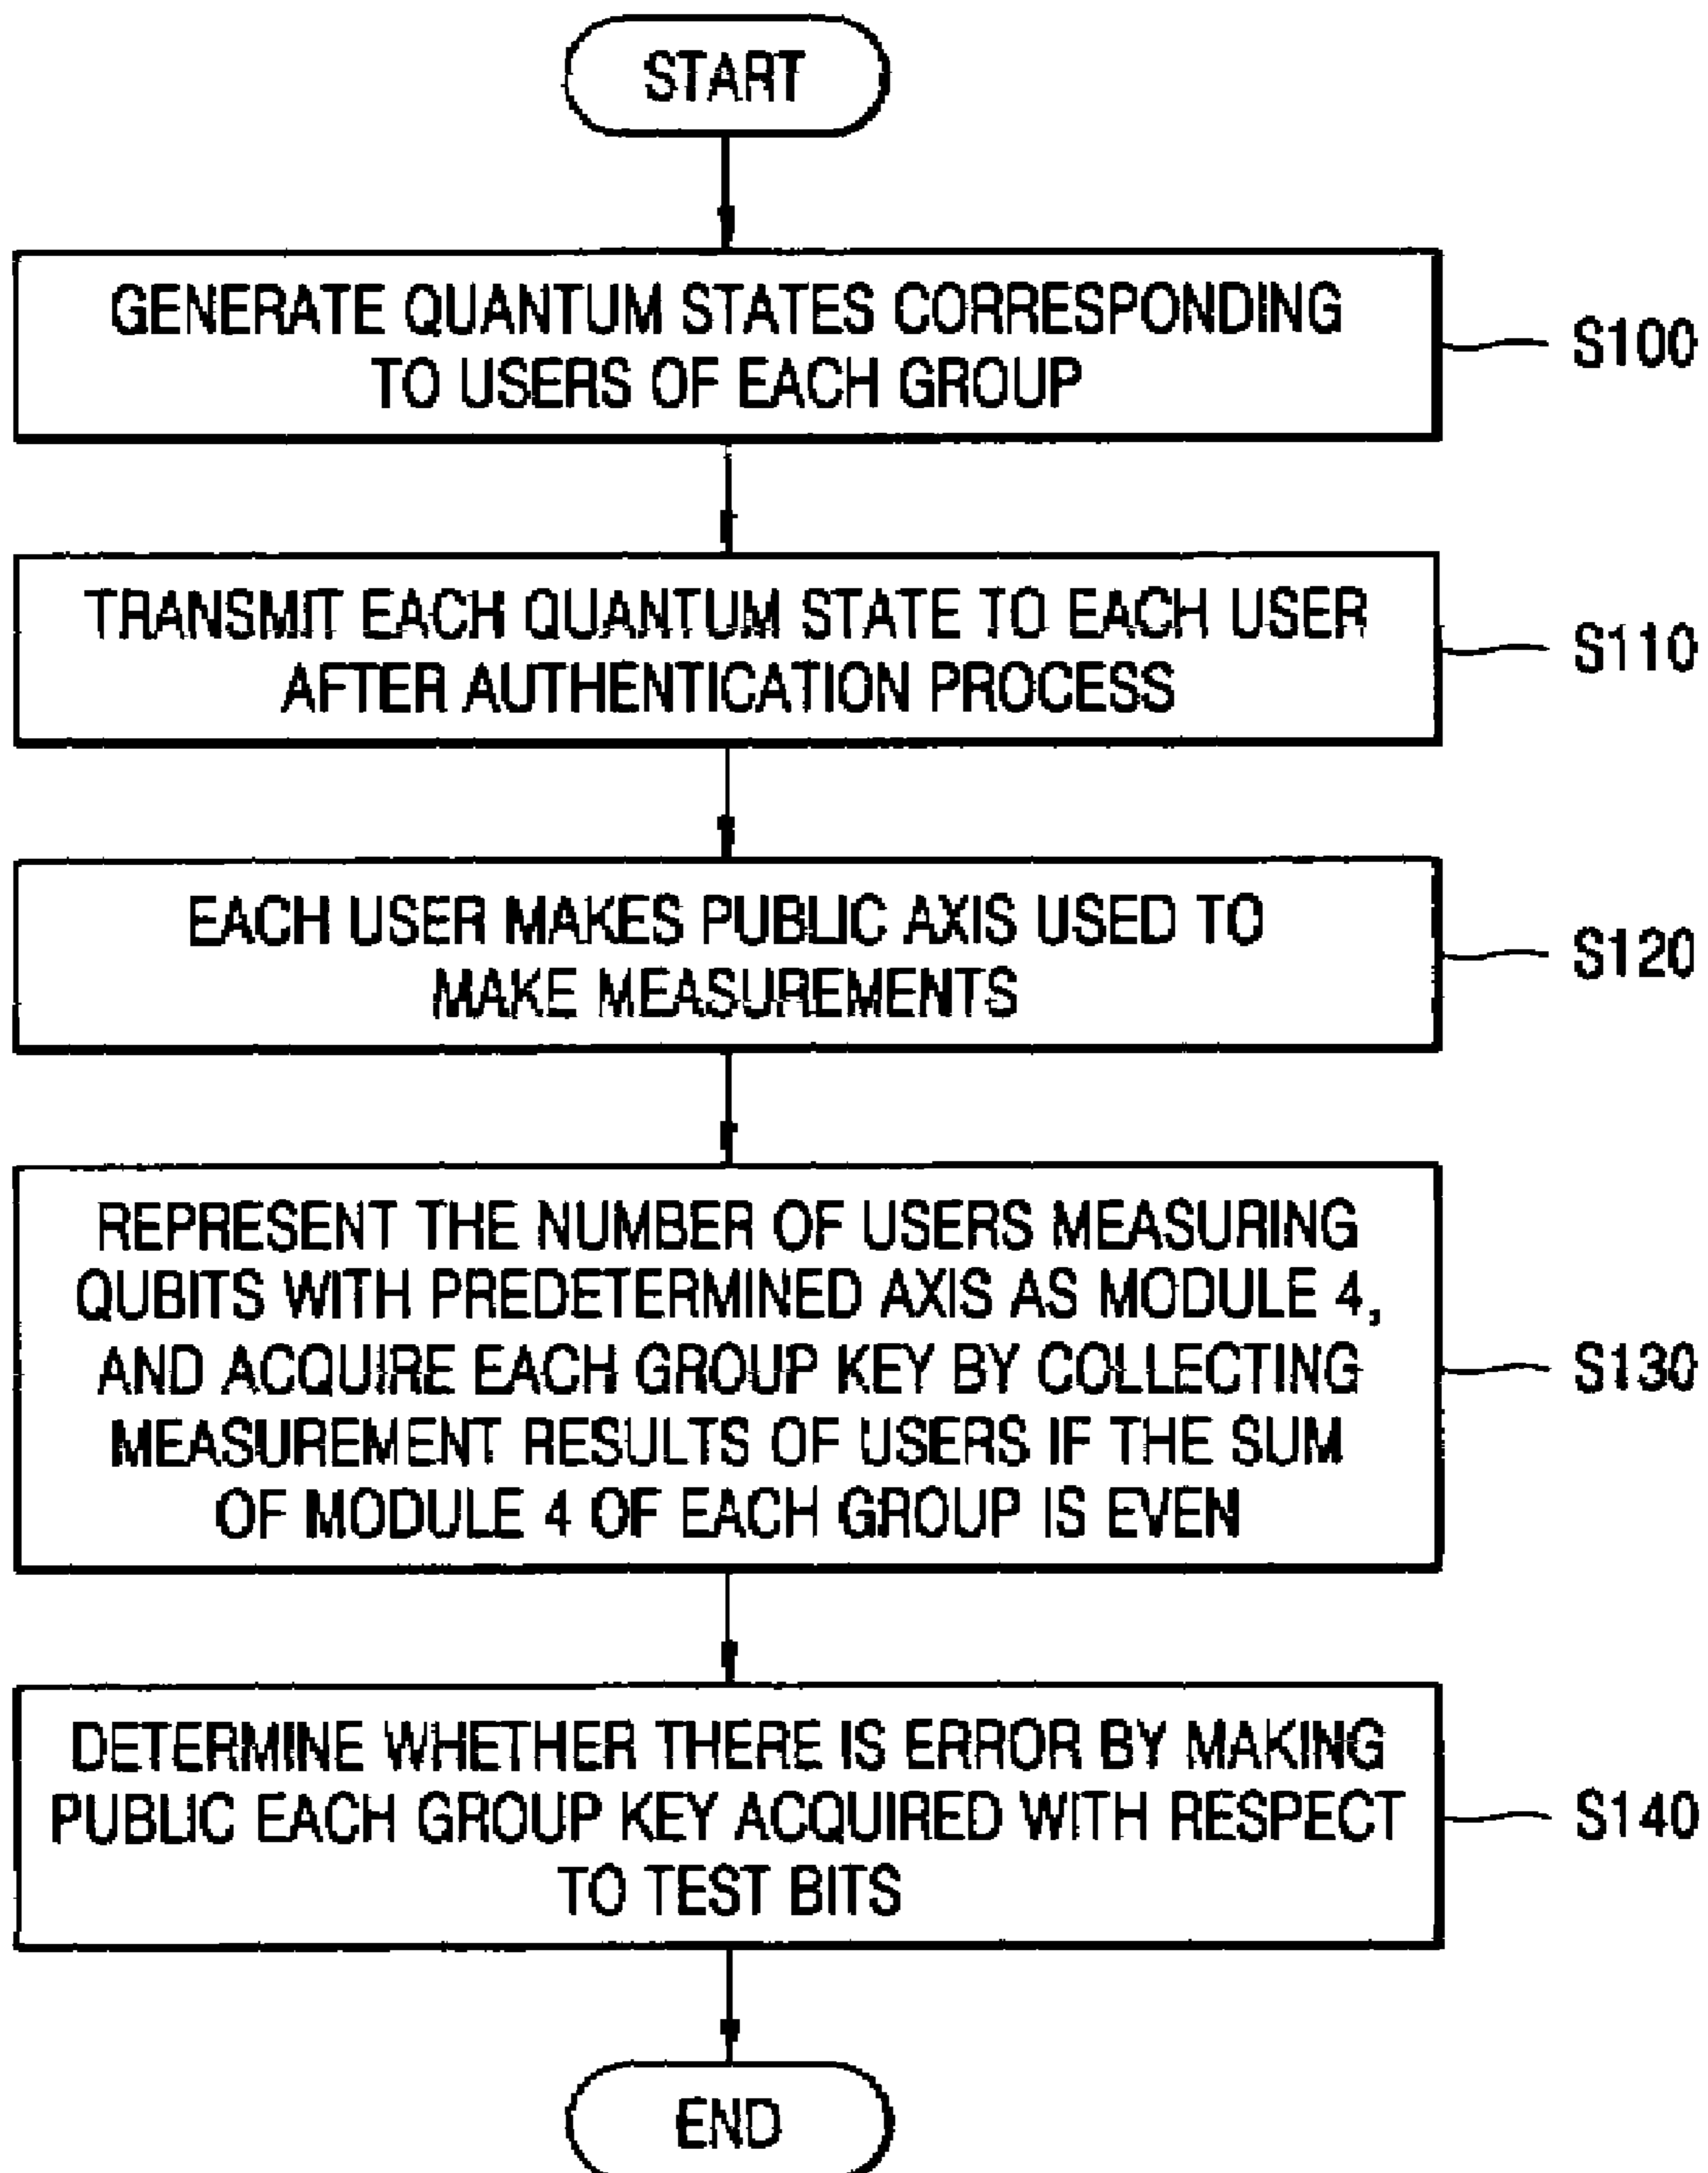 START
GENERATE QUANTUM STATES CORRESPONDING
TO USERS OF EACH GROUP
S100
TRANSMIT EACH QUANTUM STATE TO EACH USER
AFTER AUTHENTICATION PROCESS
S110
EACH USER MAKES PUBLIC AXIS USED TO
MAKE MEASUREMENTS
S120
REPRESENT THE NUMBER OF USERS MEASURING
QUBITS WITH PREDETERMINED AXIS AS MODULE 4,
AND ACQUIRE EACH GROUP KEY BY COLLECTING
MEASUREMENT RESULTS OF USERS IF THE SUM
OF MODULE 4 OF EACH GROUP IS EVEN
S130
DETERMINE WHETHER THERE IS ERROR BY MAKING
PUBLIC EACH GROUP KEY ACQUIRED WITH RESPECT
TO TEST BITS
S140
END